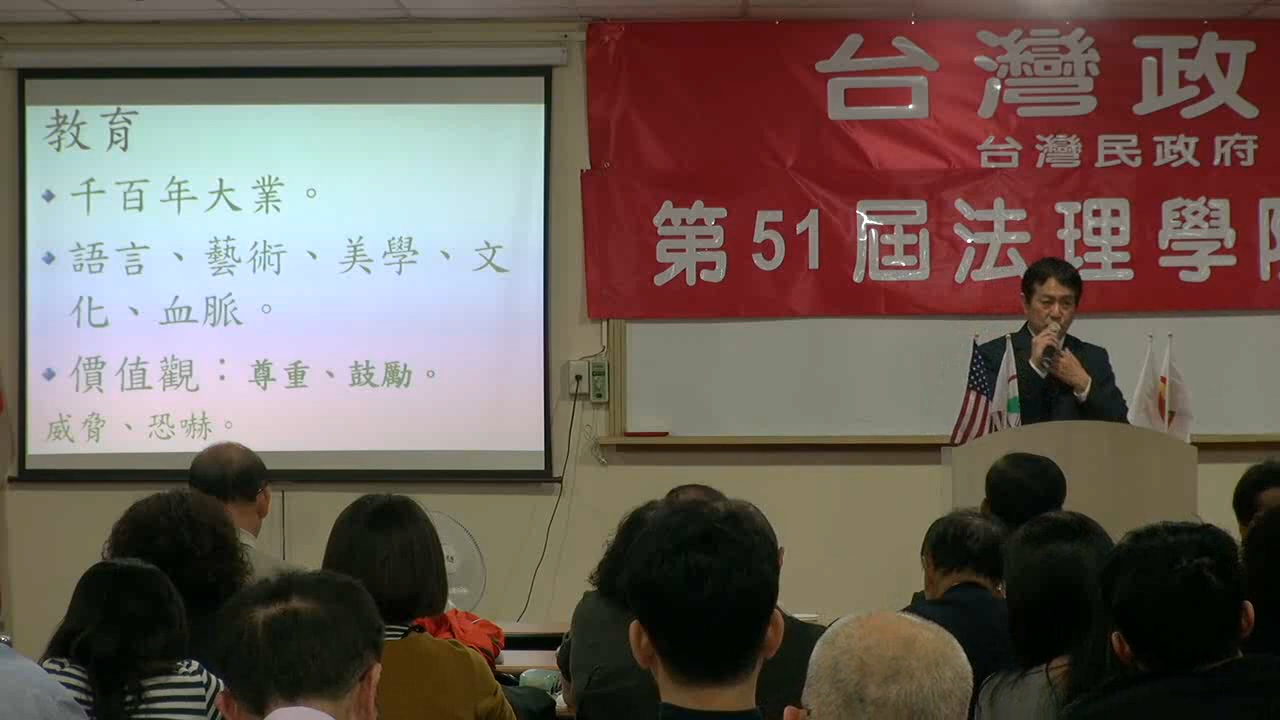 教育
千百年大業。
語言、藝術、美學、文
化、血脈。
價值觀：尊重、鼓勵。
威脅、恐嚇。
台灣政
台灣民政府
第51屆法理學院